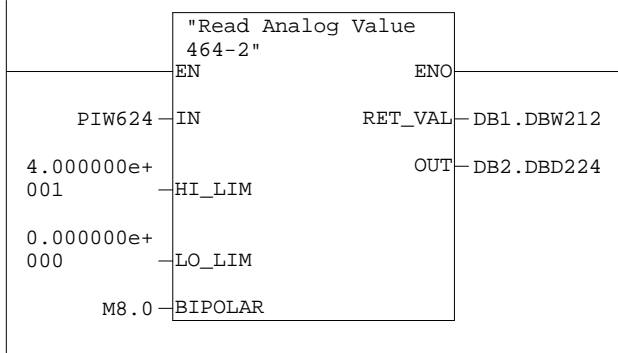 "Read Analog Value
464-2"
EN ENO
PIW624 IN RET_VAL DB1.DBW212
4.000000e+ OUT DB2.DBD224
001 HI_LIM
0.000000e+
000 LO_LIM
M8.0 BIPOLAR